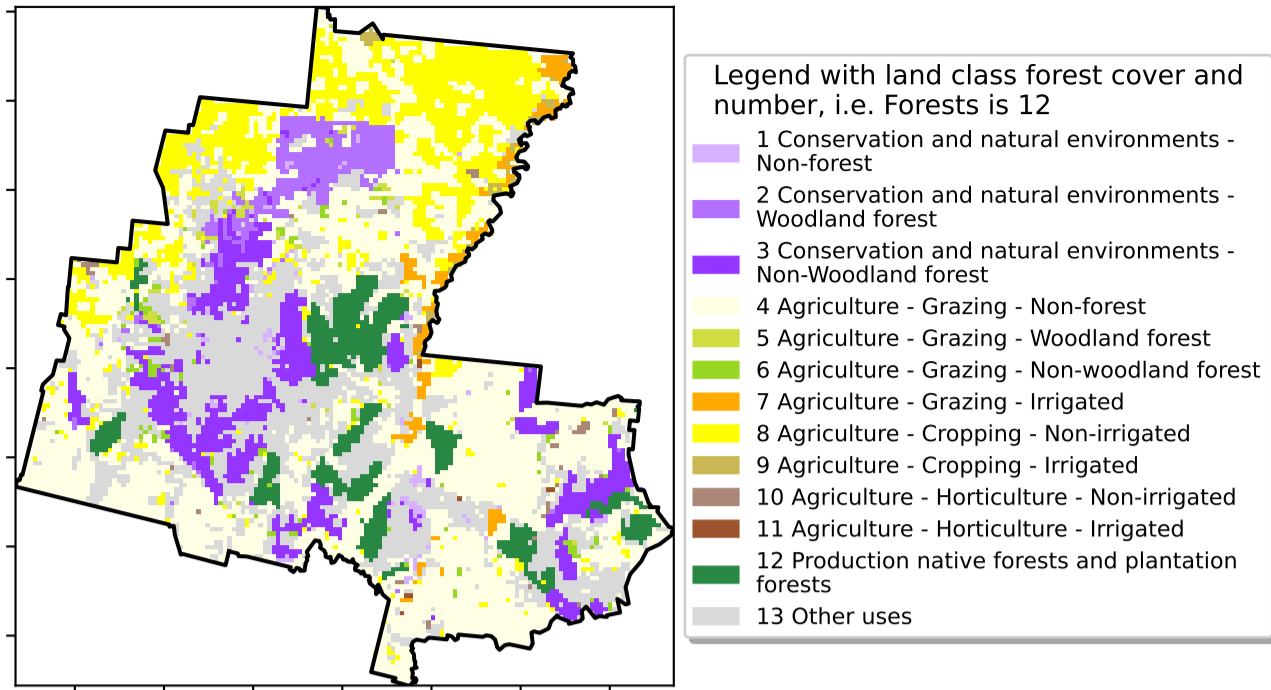 Legend with land class forest cover and
number, i.e. Forests is 12
1 Conservation and natural environments -
Non-forest
2 Conservation and natural environments -
Woodland forest
3 Conservation and natural environments -
Non-Woodland forest
4 Agriculture - Grazing - Non-forest
5 Agriculture - Grazing - Woodland forest
6 Agriculture - Grazing - Non-woodland forest
7 Agriculture - Grazing - Irrigated
8 Agriculture - Cropping - Non-irrigated
9 Agriculture - Cropping - Irrigated
10 Agriculture - Horticulture - Non-irrigated
11 Agriculture - Horticulture - Irrigated
12 Production native forests and plantation
forests
13 Other uses